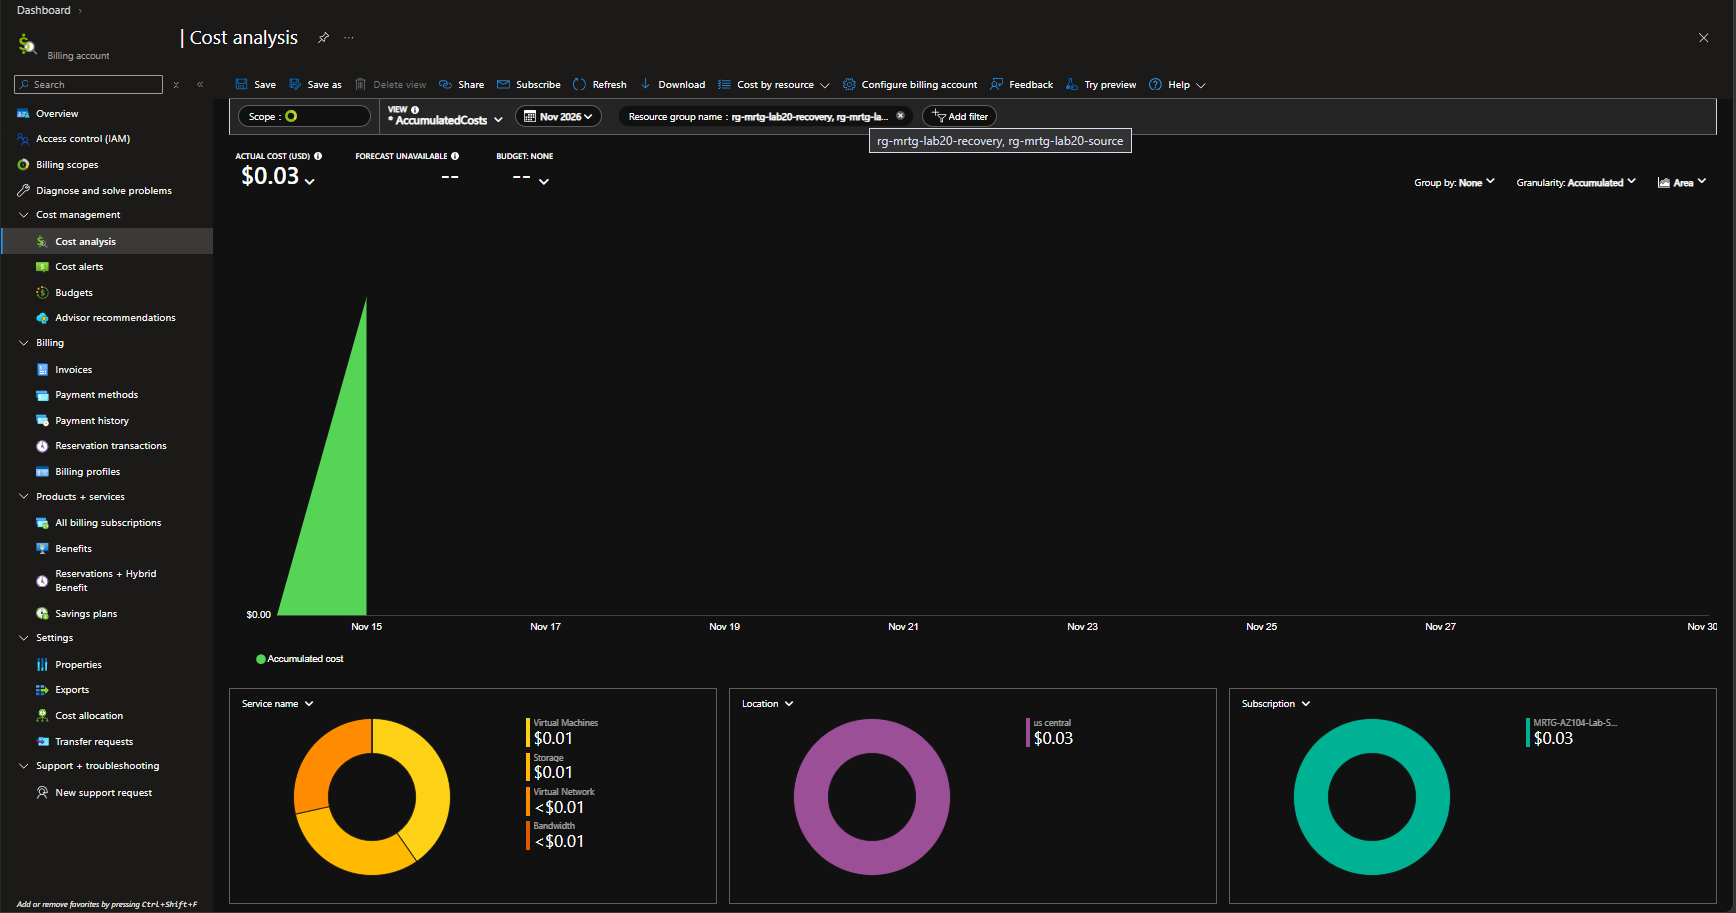 Dashboard
| Cost analysis
...
Billing account
Search
Save
Save as
Delete view
Share
Subscribe
Refresh
Download
Cost by resource
Configure billing account
Feedback
Try preview
Help
Overview
Access control (IAM)
Billing scopes
Diagnose and solve problems
Cost management
Cost analysis
Cost alerts
Budgets
Advisor recommendations
Billing
Invoices
Payment methods
Payment history
Reservation transactions
Billing profiles
Products + services
All billing subscriptions
Benefits
Reservations + Hybrid
Benefit
Savings plans
Settings
Properties
Exports
Cost allocation
Transfer requests
Support + troubleshooting
New support request
Add or remove favorites by pressing Ctrl+Shift+F
Scope :
VIEW
* AccumulatedCosts
Nov 2026
Resource group name : rg-mrtg-lab20-recovery, rg-mrtg-la...
Add filter
rg-mrtg-lab20-recovery, rg-mrtg-lab20-source
ACTUAL COST (USD)
$0.03
FORECAST UNAVAILABLE
--
BUDGET: NONE
--
Group by: None
Granularity: Accumulated
Area
$0.00
Nov 15
Nov 17
Nov 19
Nov 21
Nov 23
Nov 25
Nov 27
Nov 30
Accumulated cost
Service name
Virtual Machines
$0.01
Storage
$0.01
Virtual Network
<$0.01
Bandwidth
<$0.01
Location
us central
$0.03
Subscription
MRTG-AZ104-Lab-S...
$0.03